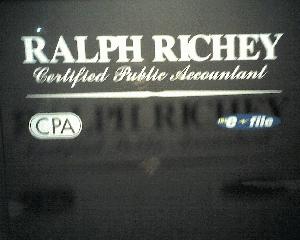 RALPH RICHEY
Certified Public Accountant
CPA
e file